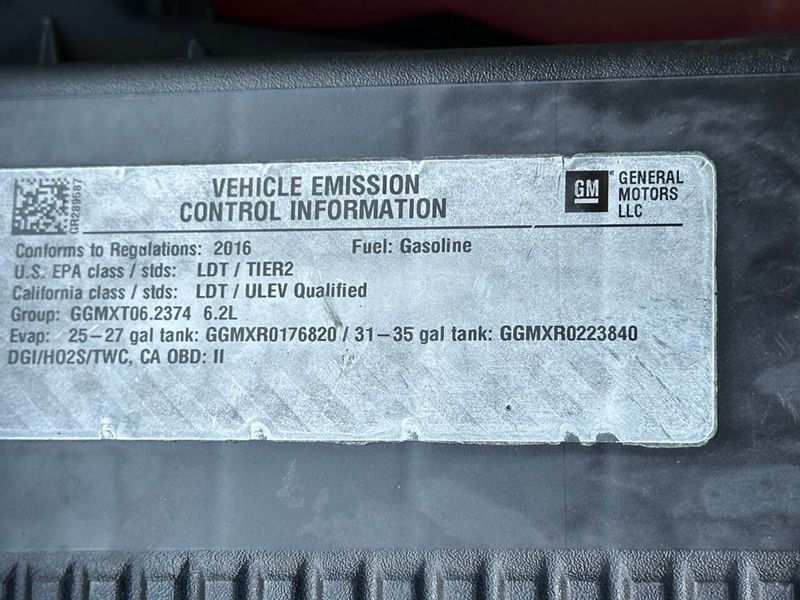 VEHICLE EMISSION
CONTROL INFORMATION
GM
GENERAL
MOTORS
LLC
GR289587
Conforms to Regulations: 2016 Fuel: Gasoline
U.S. EPA class / stds: LDT / TIER2
California class / stds: LDT / ULEV Qualified
Group: GGMXT06.2374 6.2L
Evap: 25-27 gal tank: GGMXR0176820 / 31-35 gal tank: GGMXR0223840
DGI/HO2S/TWC, CA OBD: II